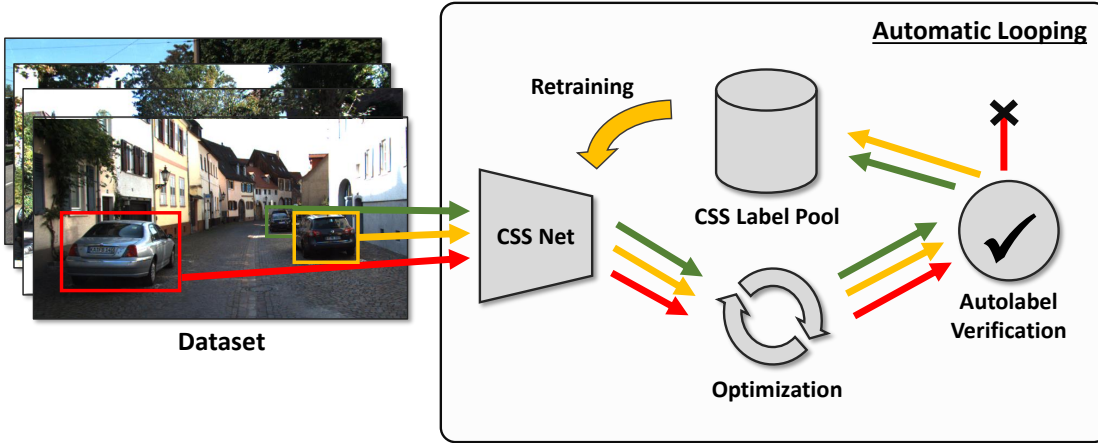 Automatic Looping
Retraining
CSS Net
CSS Label Pool
Autolabel
Verification
Dataset
Optimization